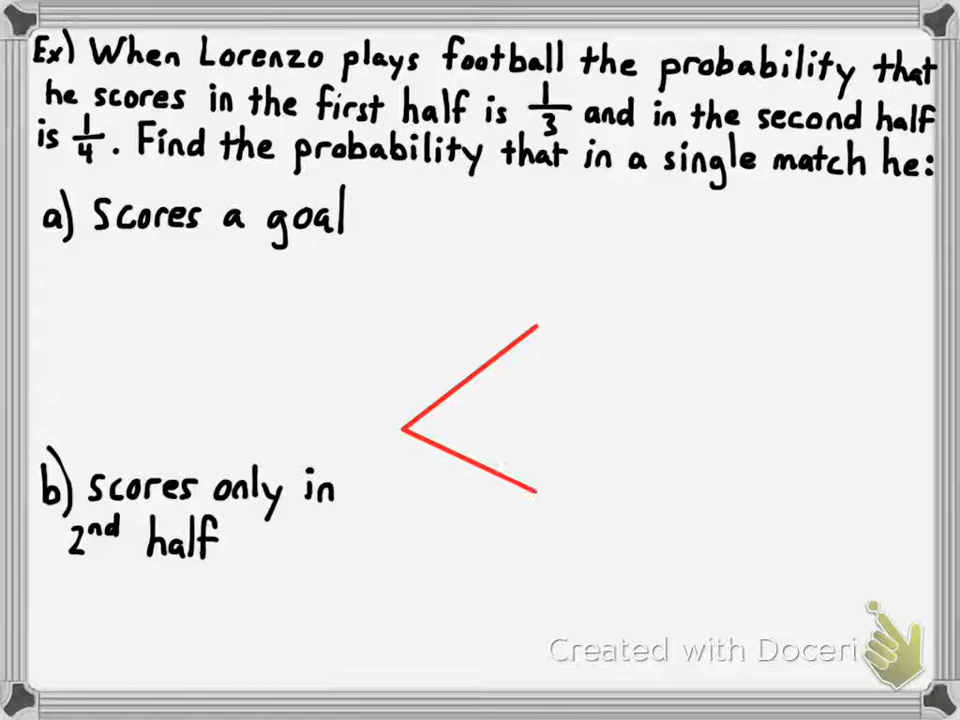 Ex) When Lorenzo plays football the probability that
he scores in the first half is 1/3 and in the second half
is 1/4. Find the probability that in a single match he:
a) Scores a goal
b) scores only in
2nd half
Created with Doceri